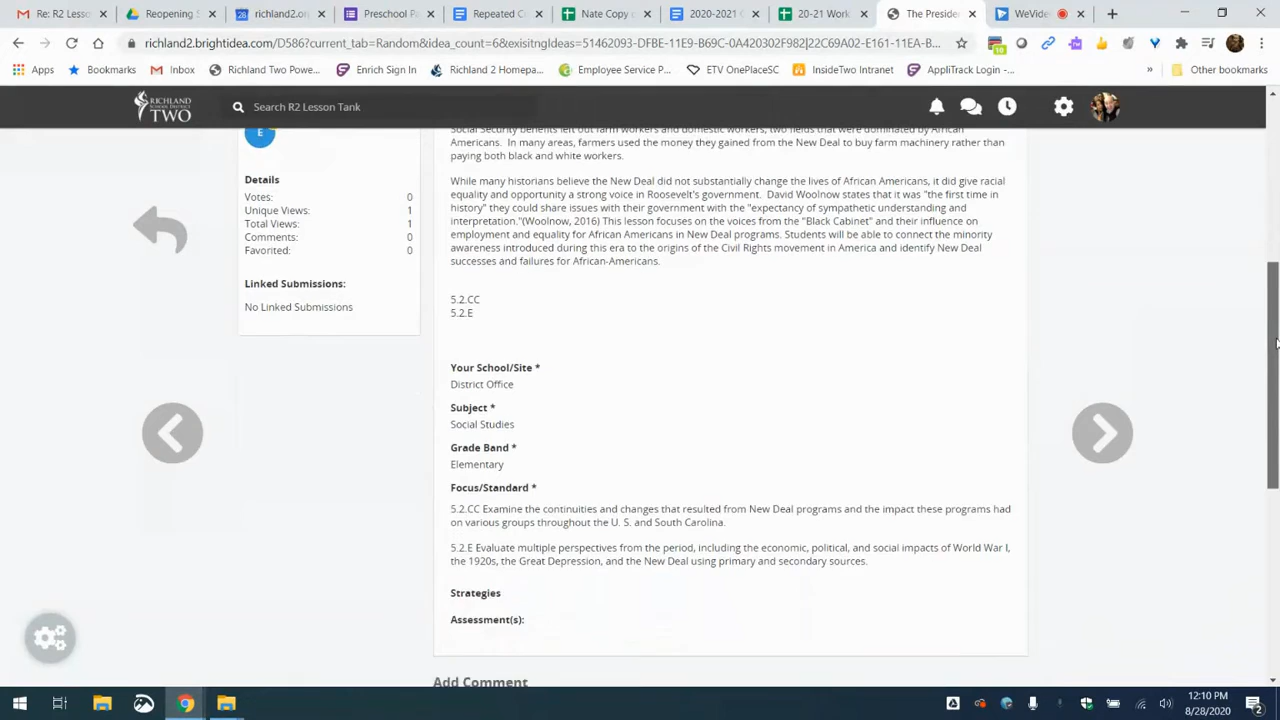 R2 Lesso
Reopening S
richland2.or
Preschool P
Repeated C
Nate Copy o
2020-2021 C
20-21 Work
The Preside
WeVide
richland2.brightidea.com/D586?current_tab=Random&idea_count=6&exisitngIdeas=51462093-DFBE-11E9-B69C-0A420302F982|22C69A02-E161-11EA-B...
Apps
Bookmarks
Inbox
Richland Two Powe...
Enrich Sign In
Richland 2 Homepa...
Employee Service P...
ETV OnePlaceSC
InsideTwo Intranet
AppliTrack Login -...
»
Other bookmarks
RICHLAND
SCHOOL DISTRICT
TWO
Search R2 Lesson Tank
E
Details
Votes: 0
Unique Views: 1
Total Views: 1
Comments: 0
Favorited: 0
Linked Submissions:
No Linked Submissions
Social Security benefits left out farm workers and domestic workers, two fields that were dominated by African
Americans. In many areas, farmers used the money they gained from the New Deal to buy farm machinery rather than
paying both black and white workers.
While many historians believe the New Deal did not substantially change the lives of African Americans, it did give racial
equality and opportunity a strong voice in Roosevelt's government. David Woolnow states that it was "the first time in
history" they could share issues with their government with the "expectancy of sympathetic understanding and
interpretation."(Woolnow, 2016) This lesson focuses on the voices from the "Black Cabinet" and their influence on
employment and equality for African Americans in New Deal programs. Students will be able to connect the minority
awareness introduced during this era to the origins of the Civil Rights movement in America and identify New Deal
successes and failures for African-Americans.
5.2.CC
5.2.E
Your School/Site *
District Office
Subject *
Social Studies
Grade Band *
Elementary
Focus/Standard *
5.2.CC Examine the continuities and changes that resulted from New Deal programs and the impact these programs had
on various groups throughout the U. S. and South Carolina.
5.2.E Evaluate multiple perspectives from the period, including the economic, political, and social impacts of World War I,
the 1920s, the Great Depression, and the New Deal using primary and secondary sources.
Strategies
Assessment(s):
Add Comment
12:10 PM
8/28/2020
2